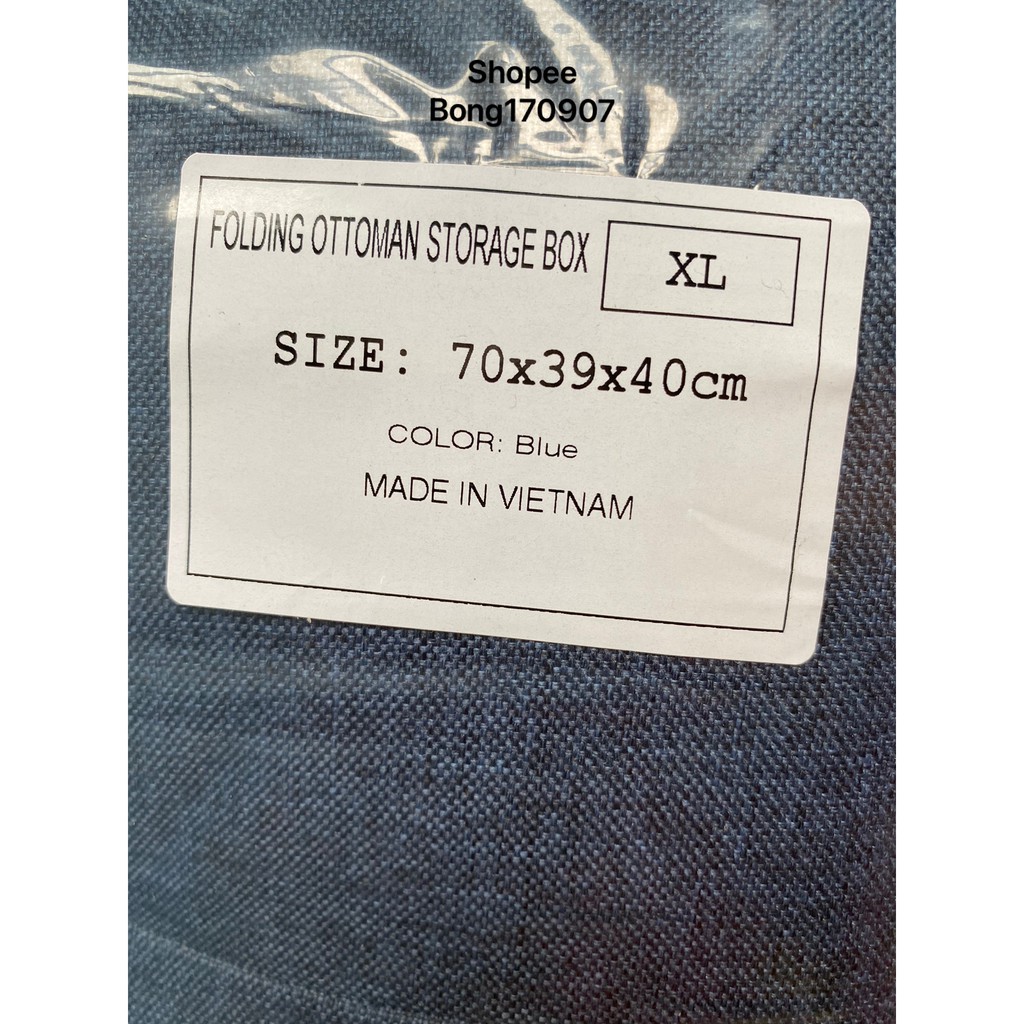 Shopee
Bong170907
FOLDING OTTOMAN STORAGE BOX
XL
SIZE: 70x39x40cm
COLOR: Blue
MADE IN VIETNAM